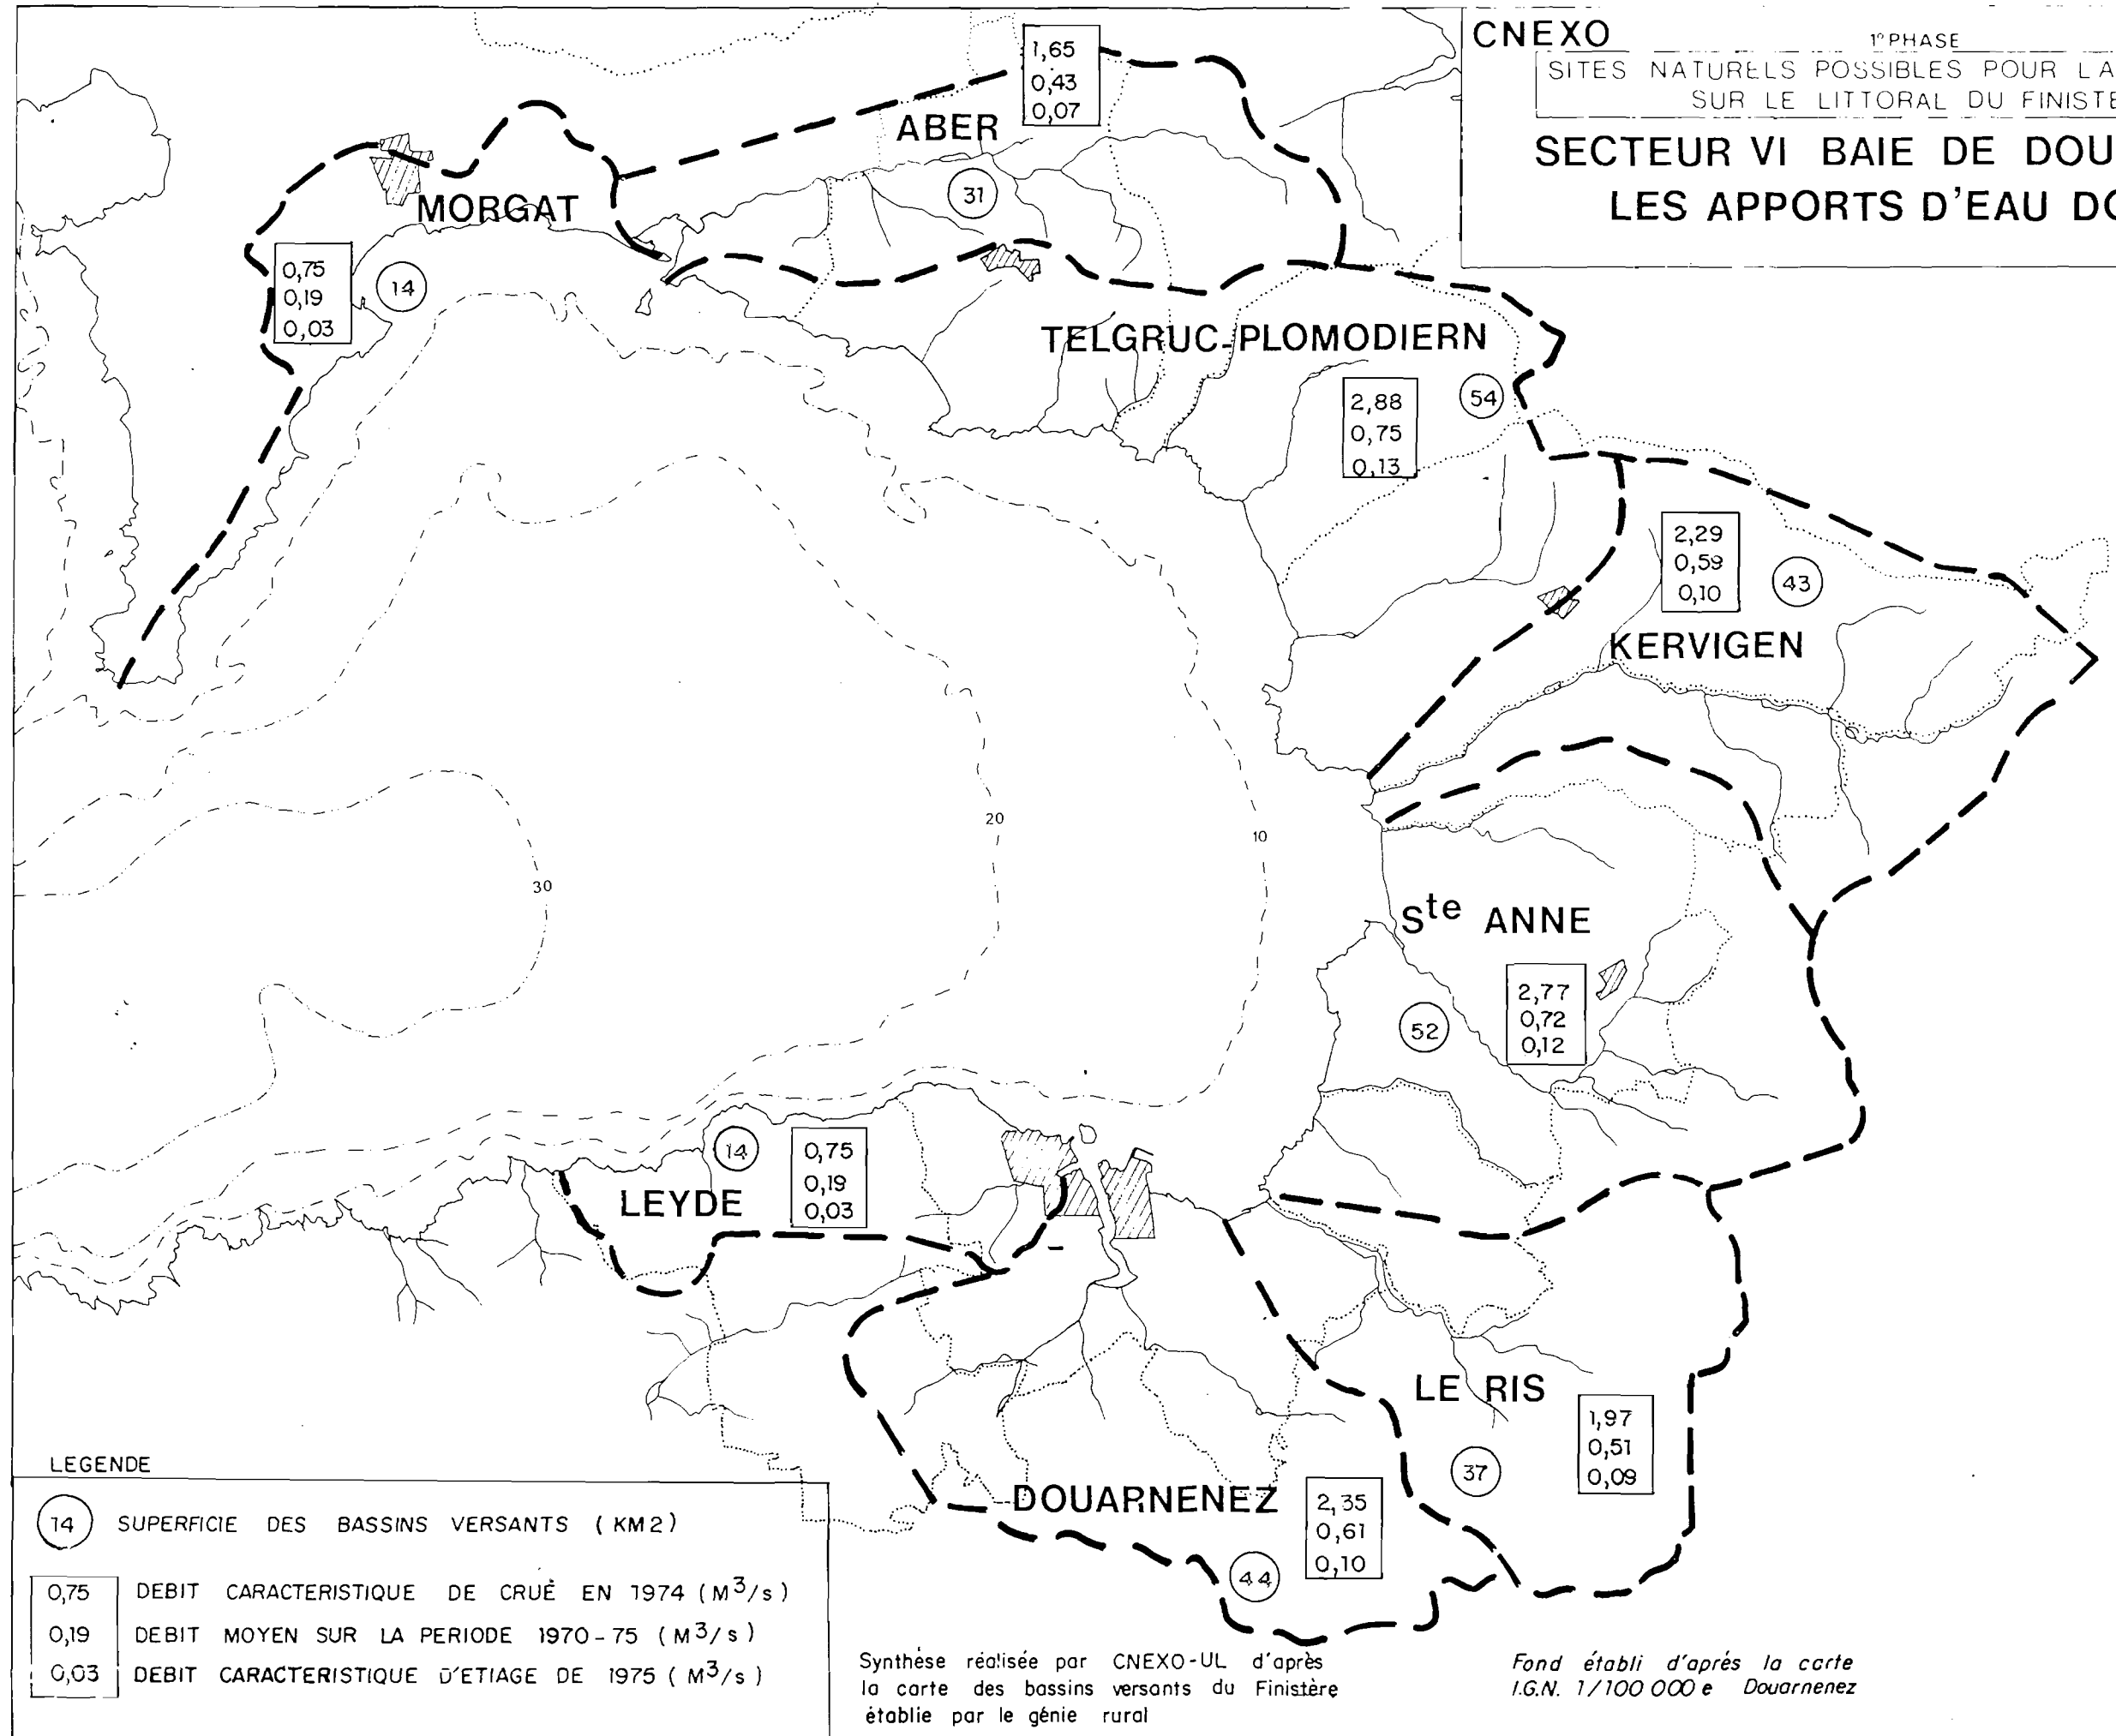 CNEXO
1° PHASE
SITES NATURELS POSSIBLES POUR L A
SUR LE LITTORAL DU FINISTE
SECTEUR VI BAIE DE DOU
LES APPORTS D'EAU DO
1,65
0,43
0,07
ABER
31
MORGAT
0,75
0,19
0,03
14
TELGRUC-PLOMODIERN
2,88
0,75
0,13
54
2,29
0,59
0,10
43
KERVIGEN
20
10
30
Ste ANNE
2,77
0,72
0,12
52
14
0,75
0,19
0,03
LEYDE
LE RIS
1,97
0,51
0,09
37
DOUARNENEZ
2,35
0,61
0,10
44
LEGENDE
14 SUPERFICIE DES BASSINS VERSANTS ( KM2 )
0,75 DEBIT CARACTERISTIQUE DE CRUE EN 1974 ( M3/s )
0,19 DEBIT MOYEN SUR LA PERIODE 1970-75 ( M3/s )
0,03 DEBIT CARACTERISTIQUE D'ETIAGE DE 1975 ( M3/s )
Synthèse réalisée par CNEXO-UL d'après
la carte des bassins versants du Finistère
établie par le génie rural
Fond établi d'après la carte
I.G.N. 1/100 000 e Douarnenez